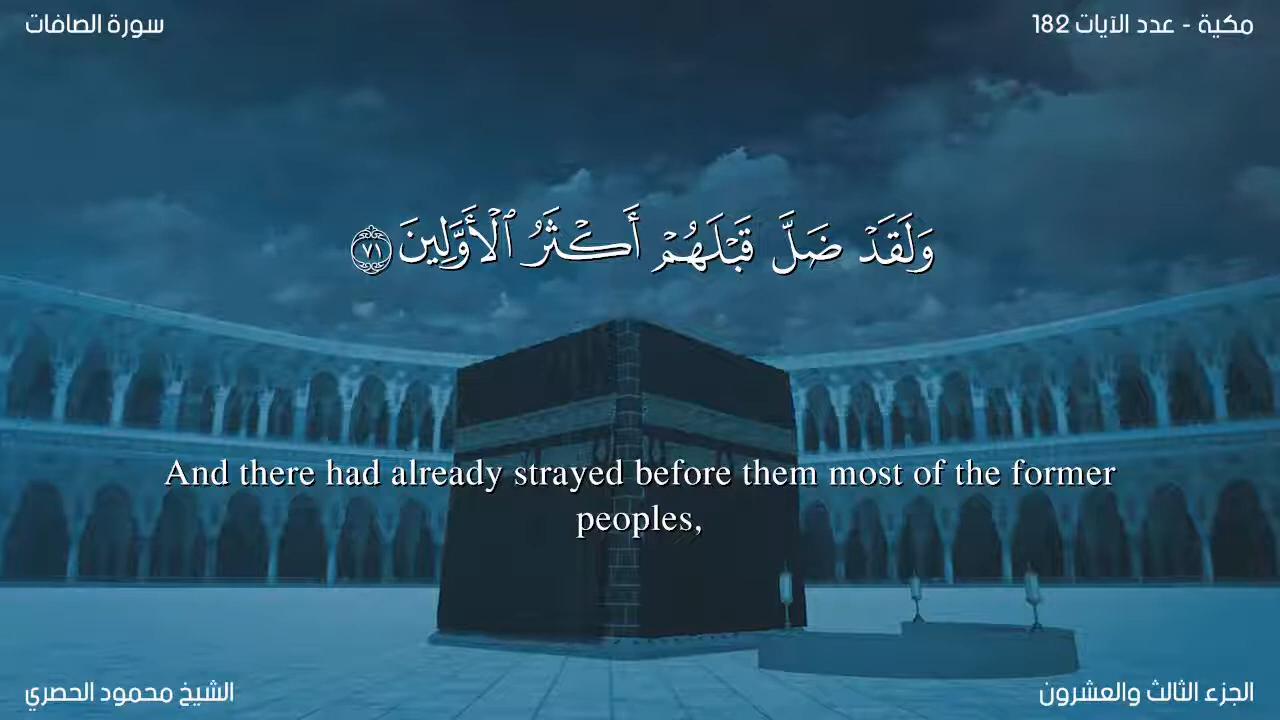 سورة الصافات
مكية - عدد الآيات 182
وَلَقَدْ ضَلَّ قَبْلَهُمْ أَكْثَرُ ٱلْأَوَّلِينَ ٧١
And there had already strayed before them most of the former
peoples,
الشيخ محمود الحصري
الجزء الثالث والعشرون